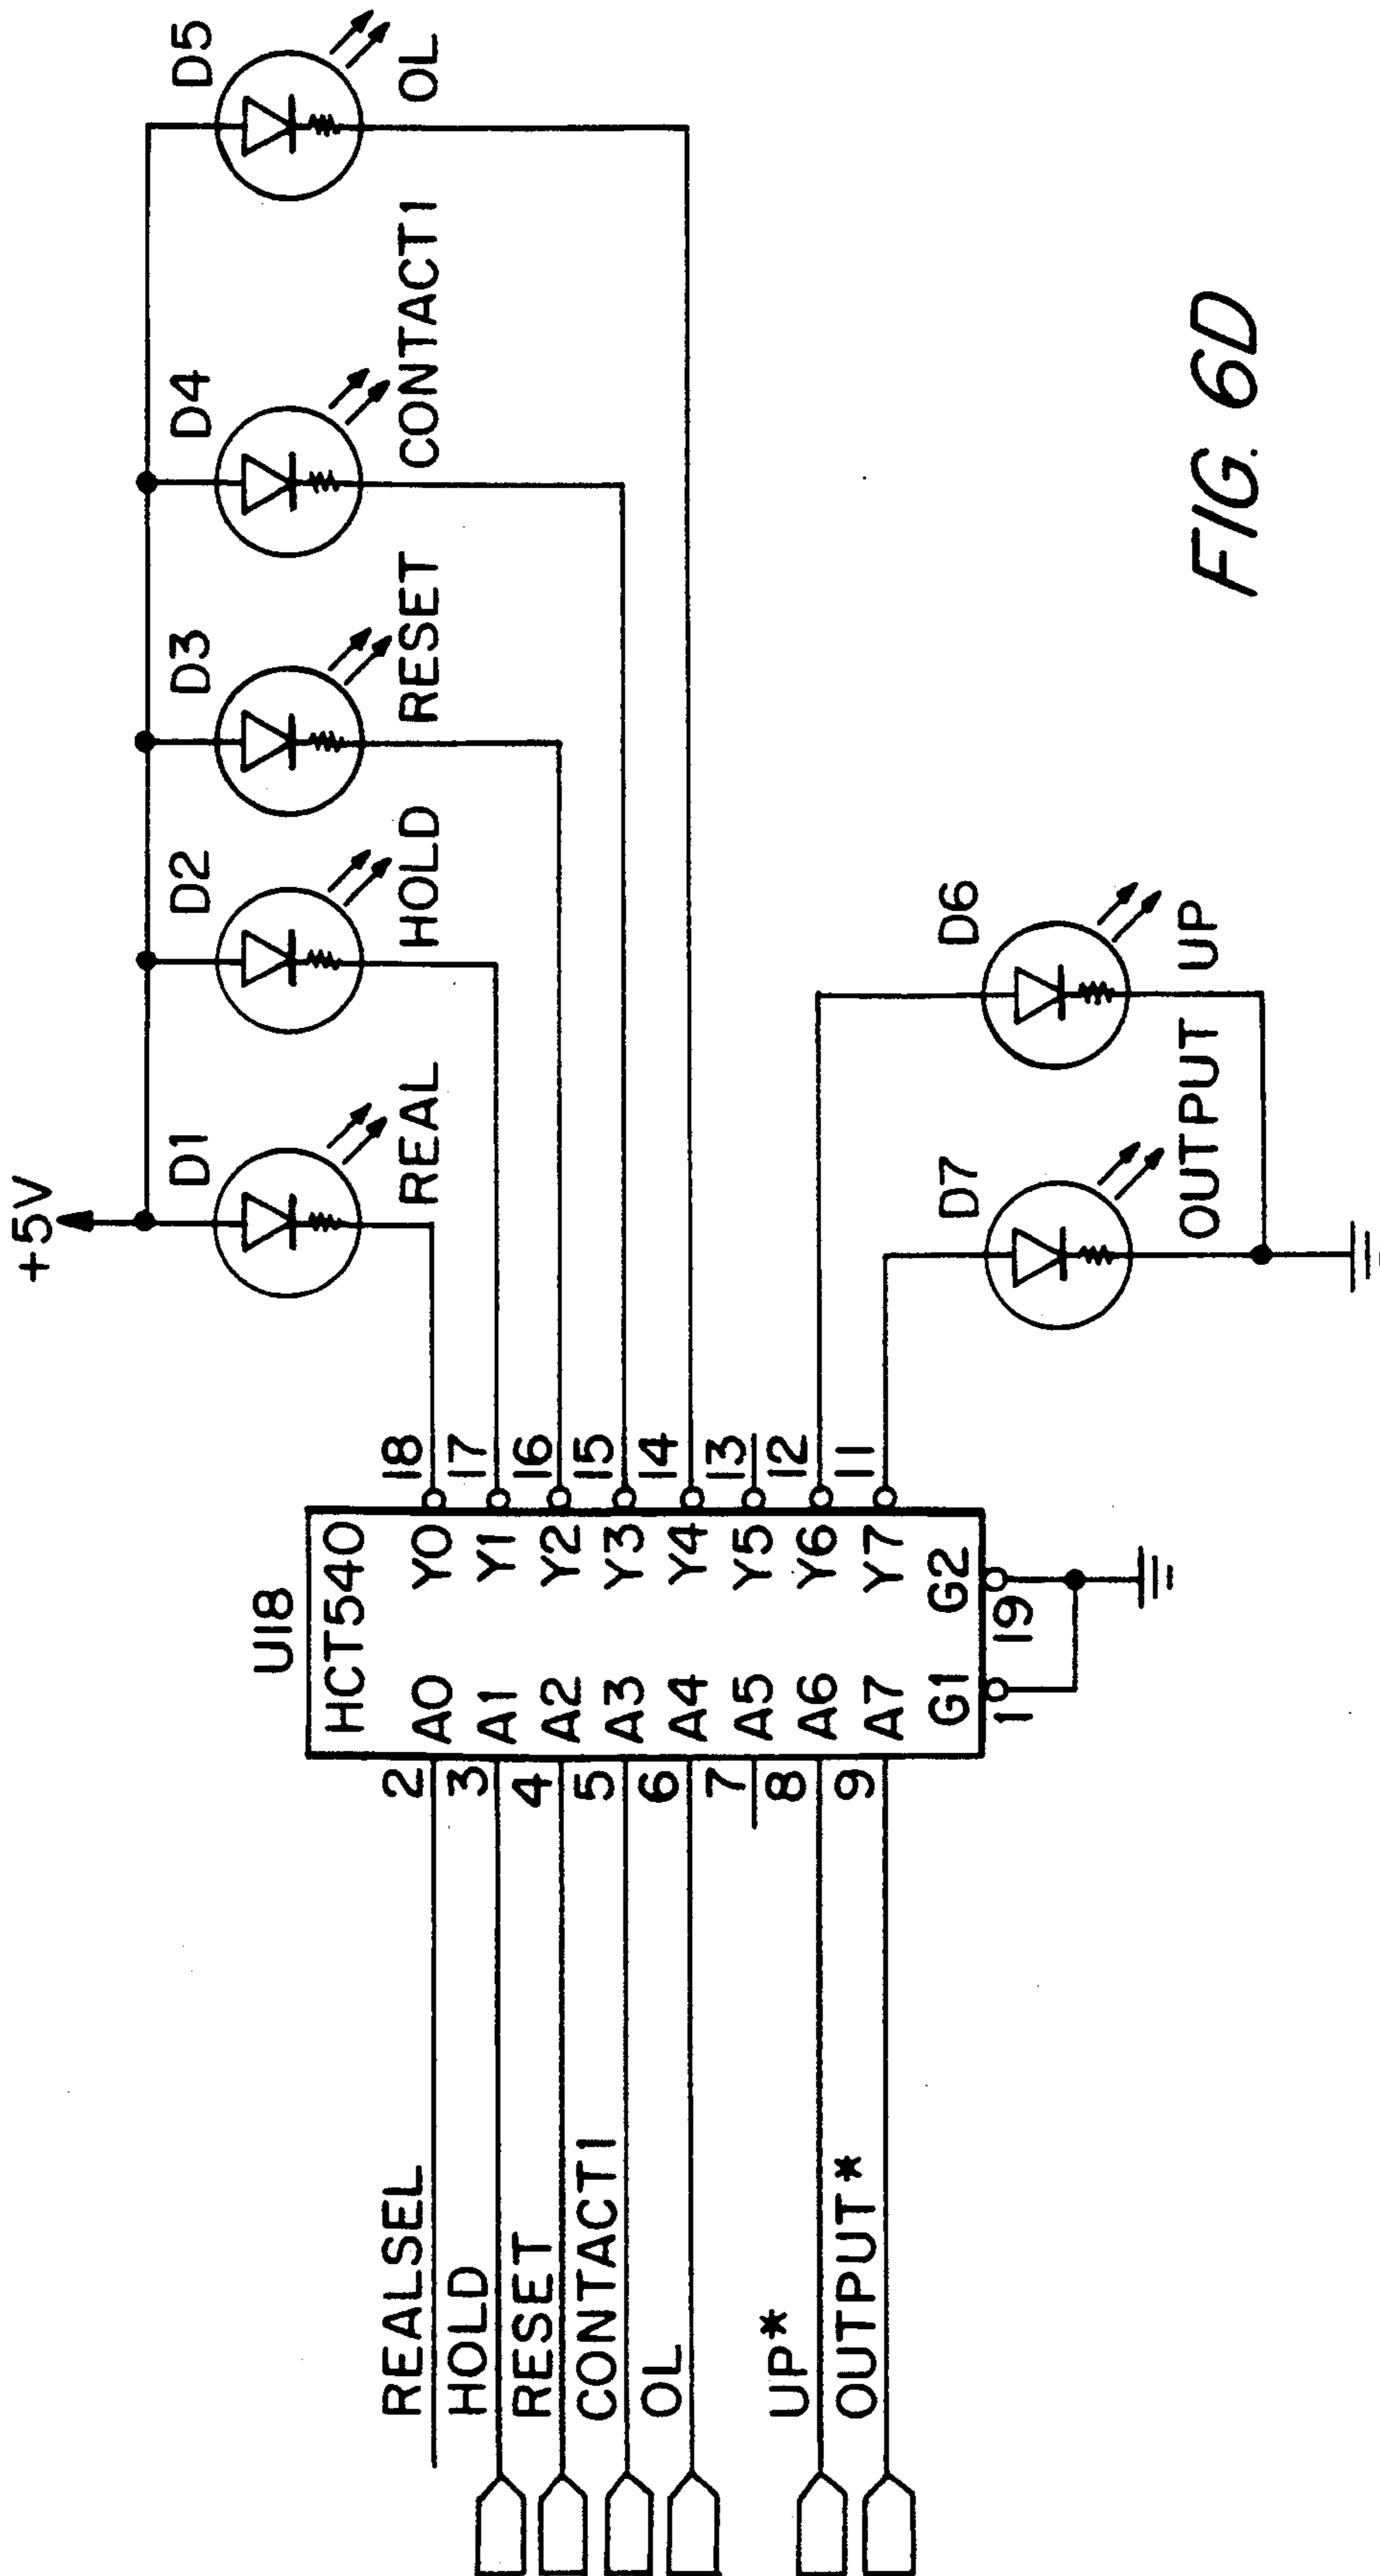 +5V
D1
D2
D3
D4
D5
REAL
HOLD
RESET
CONTACT1
OL
U18
HCT540
REALSEL 2 A0 Y0 18
HOLD 3 A1 Y1 17
RESET 4 A2 Y2 16
CONTACT1 5 A3 Y3 15
OL 6 A4 Y4 14
7 A5 Y5 13
UP* 8 A6 Y6 12
OUTPUT* 9 A7 Y7 11
G1 G2
1 19
D7
D6
OUTPUT
UP
FIG. 6D